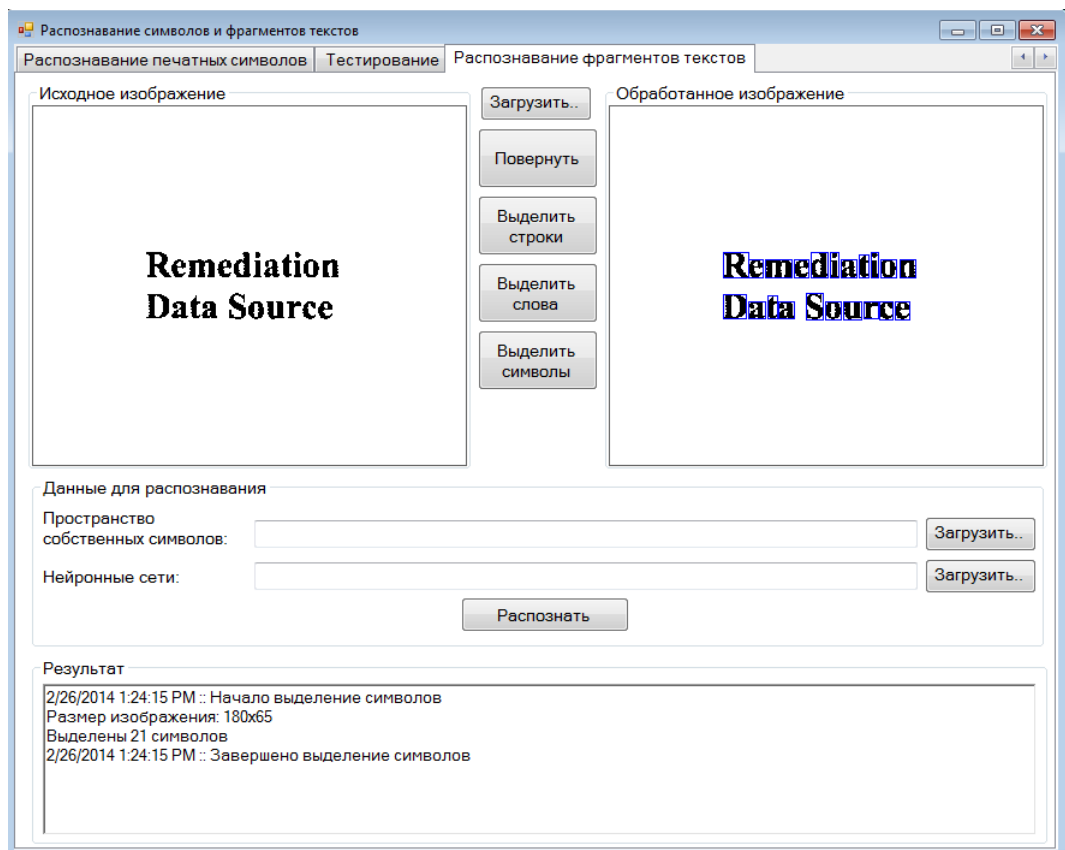 Распознавание символов и фрагментов текстов
Распознавание печатных символов
Тестирование
Распознавание фрагментов текстов
Исходное изображение
Remediation
Data Source
Загрузить..
Повернуть
Выделить
строки
Выделить
слова
Выделить
символы
Обработанное изображение
Remediation
Data Source
Данные для распознавания
Пространство
собственных символов:
Загрузить..
Нейронные сети:
Загрузить..
Распознать
Результат
2/26/2014 1:24:15 PM :: Начало выделение символов
Размер изображения: 180x65
Выделены 21 символов
2/26/2014 1:24:15 PM :: Завершено выделение символов